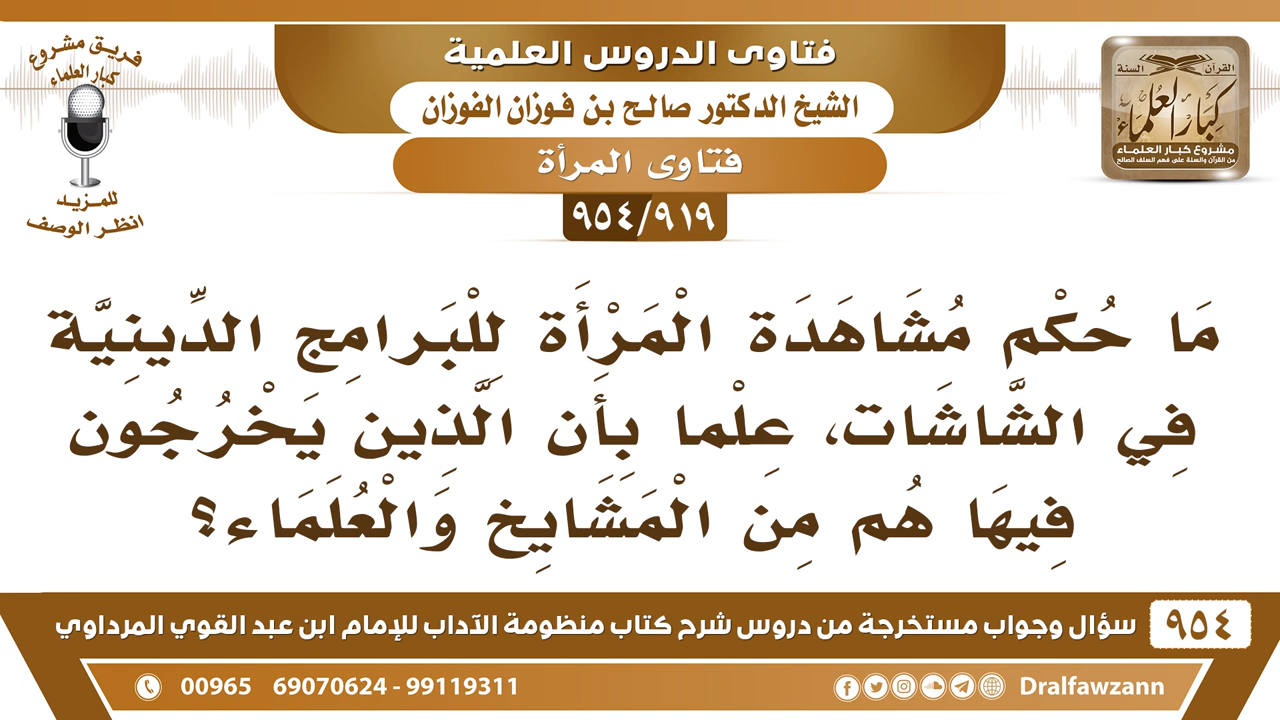 فتاوى الدروس العلمية
الشيخ الدكتور صالح بن فوزان الفوزان
فتاوى المرأة
٩٥٤/٩١٩
فريق مشروع
كبار العلماء
للمزيد
انظر الوصف
القرآن السنة
كبار العلماء
مشروع كبار العلماء
من القرآن والسنة على فهم السلف الصالح
مَا حُكْم مُشَاهَدَة الْمَرْأَة للْبَرامِج الدِّينِيَّة
فِي الشَّاشَات، عِلْما بِأَن الَّذِين يَخْرُجُون
فِيهَا هُم مِن الْمَشَايِخ وَالْعُلَمَاء؟
٩٥٤ سؤال وجواب مستخرجة من دروس شرح كتاب منظومة الآداب للإمام ابن عبد القوي المرداوي
00965 69070624 - 99119311
Dralfawzann